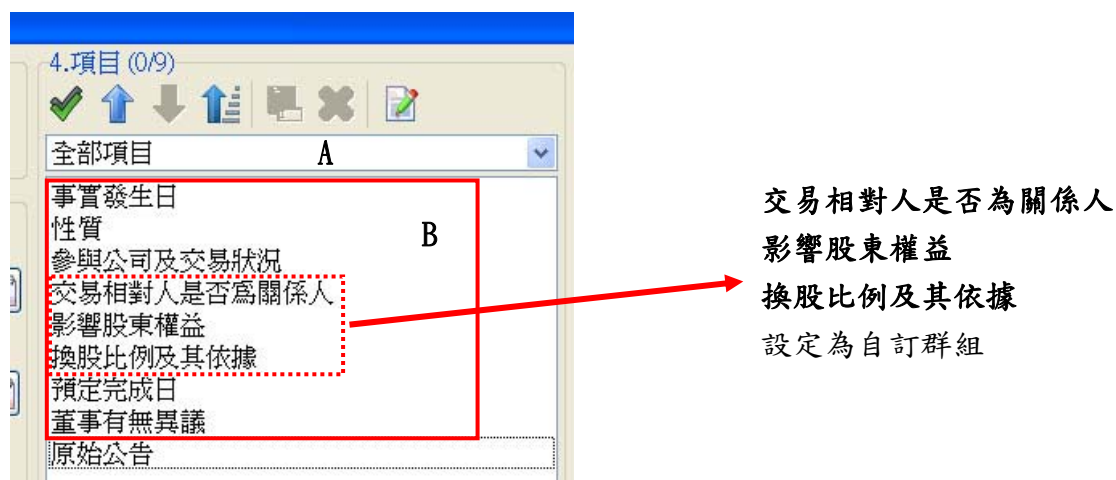 4.項目 (0/9)
全部項目 A
事實發生日
性質
B
參與公司及交易狀況
交易相對人是否為關係人
影響股東權益
換股比例及其依據
預定完成日
董事有無異議
原始公告
交易相對人是否為關係人
影響股東權益
換股比例及其依據
設定為自訂群組